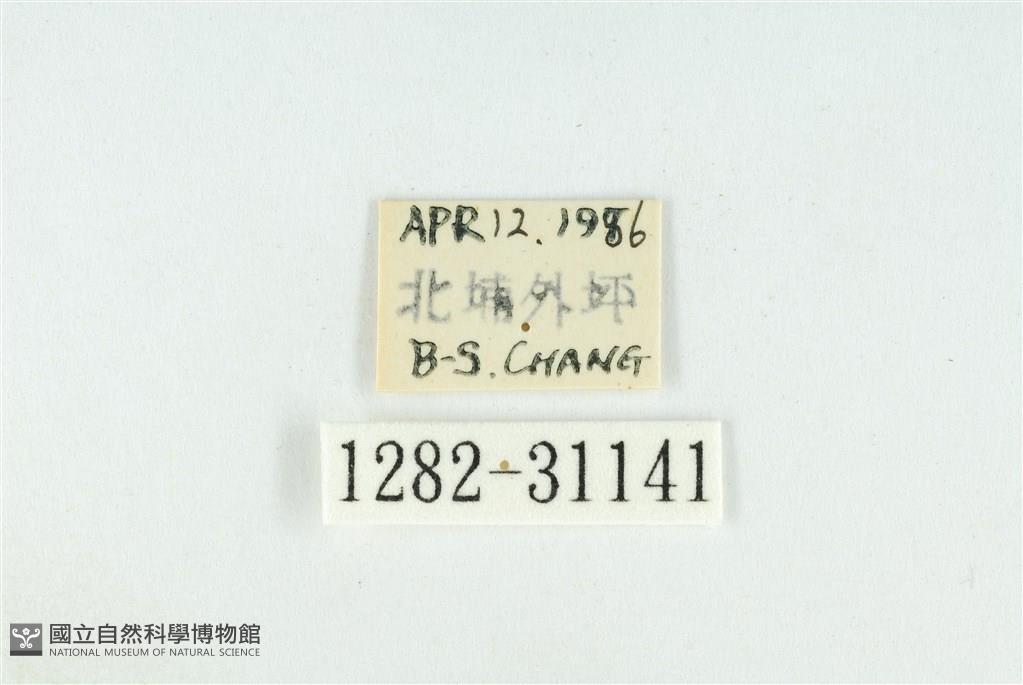 APR 12. 1986
北埔外坪
B-S. CHANG
1282-31141
國立自然科學博物館
NATIONAL MUSEUM OF NATURAL SCIENCE